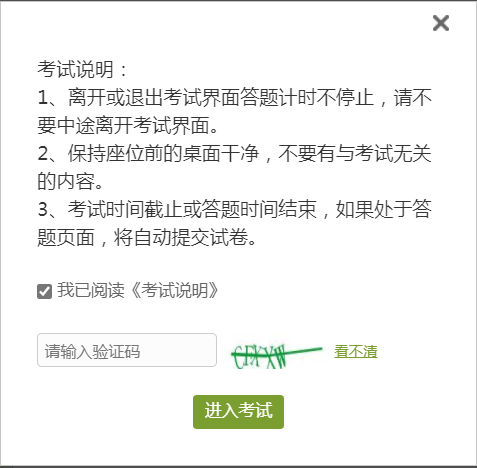 考试说明：
1、离开或退出考试界面答题计时不停止，请不
要中途离开考试界面。
2、保持座位前的桌面干净，不要有与考试无关
的内容。
3、考试时间截止或答题时间结束，如果处于答
题页面，将自动提交试卷。
我已阅读《考试说明》
请输入验证码
看不清
进入考试